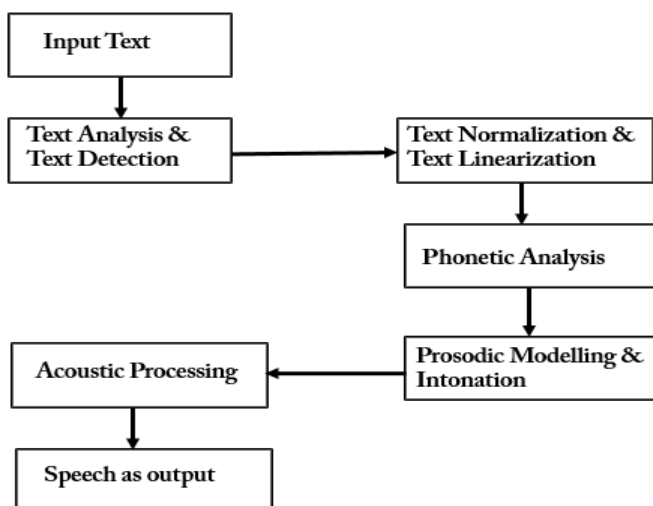 Input Text
Text Analysis &
Text Detection
Text Normalization &
Text Linearization
Phonetic Analysis
Prosodic Modelling &
Intonation
Acoustic Processing
Speech as output